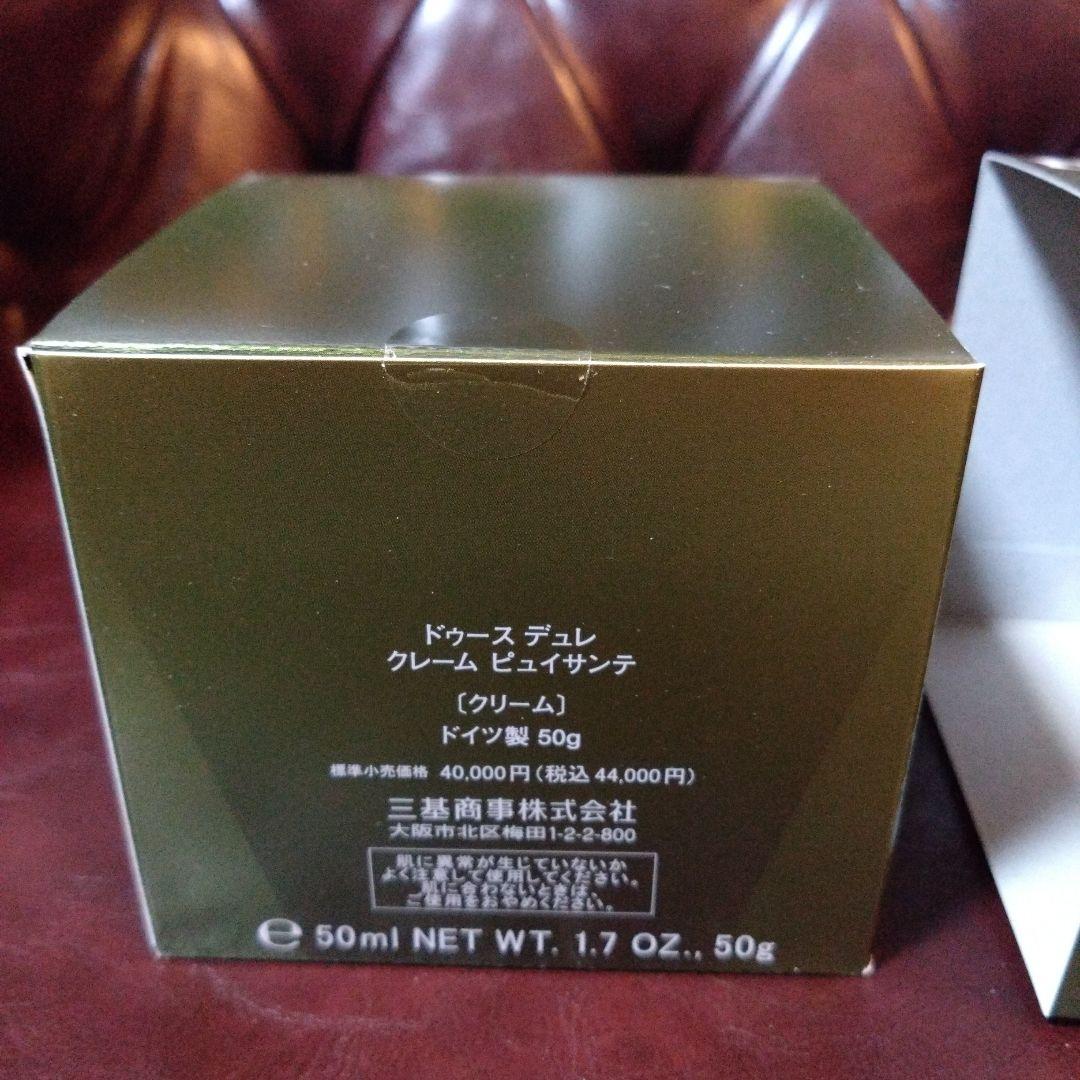 ドゥース デュレ
クレーム ピュイサンテ
〔クリーム〕
ドイツ製 50g
標準小売価格 40,000円(税込44,000円)
三基商事株式会社
大阪市北区梅田1-2-2-800
肌に異常が生じていないか
よく注意して使用してください。
肌に合わないときは、
ご使用をおやめください。
℮ 50ml NET WT. 1.7 OZ., 50g